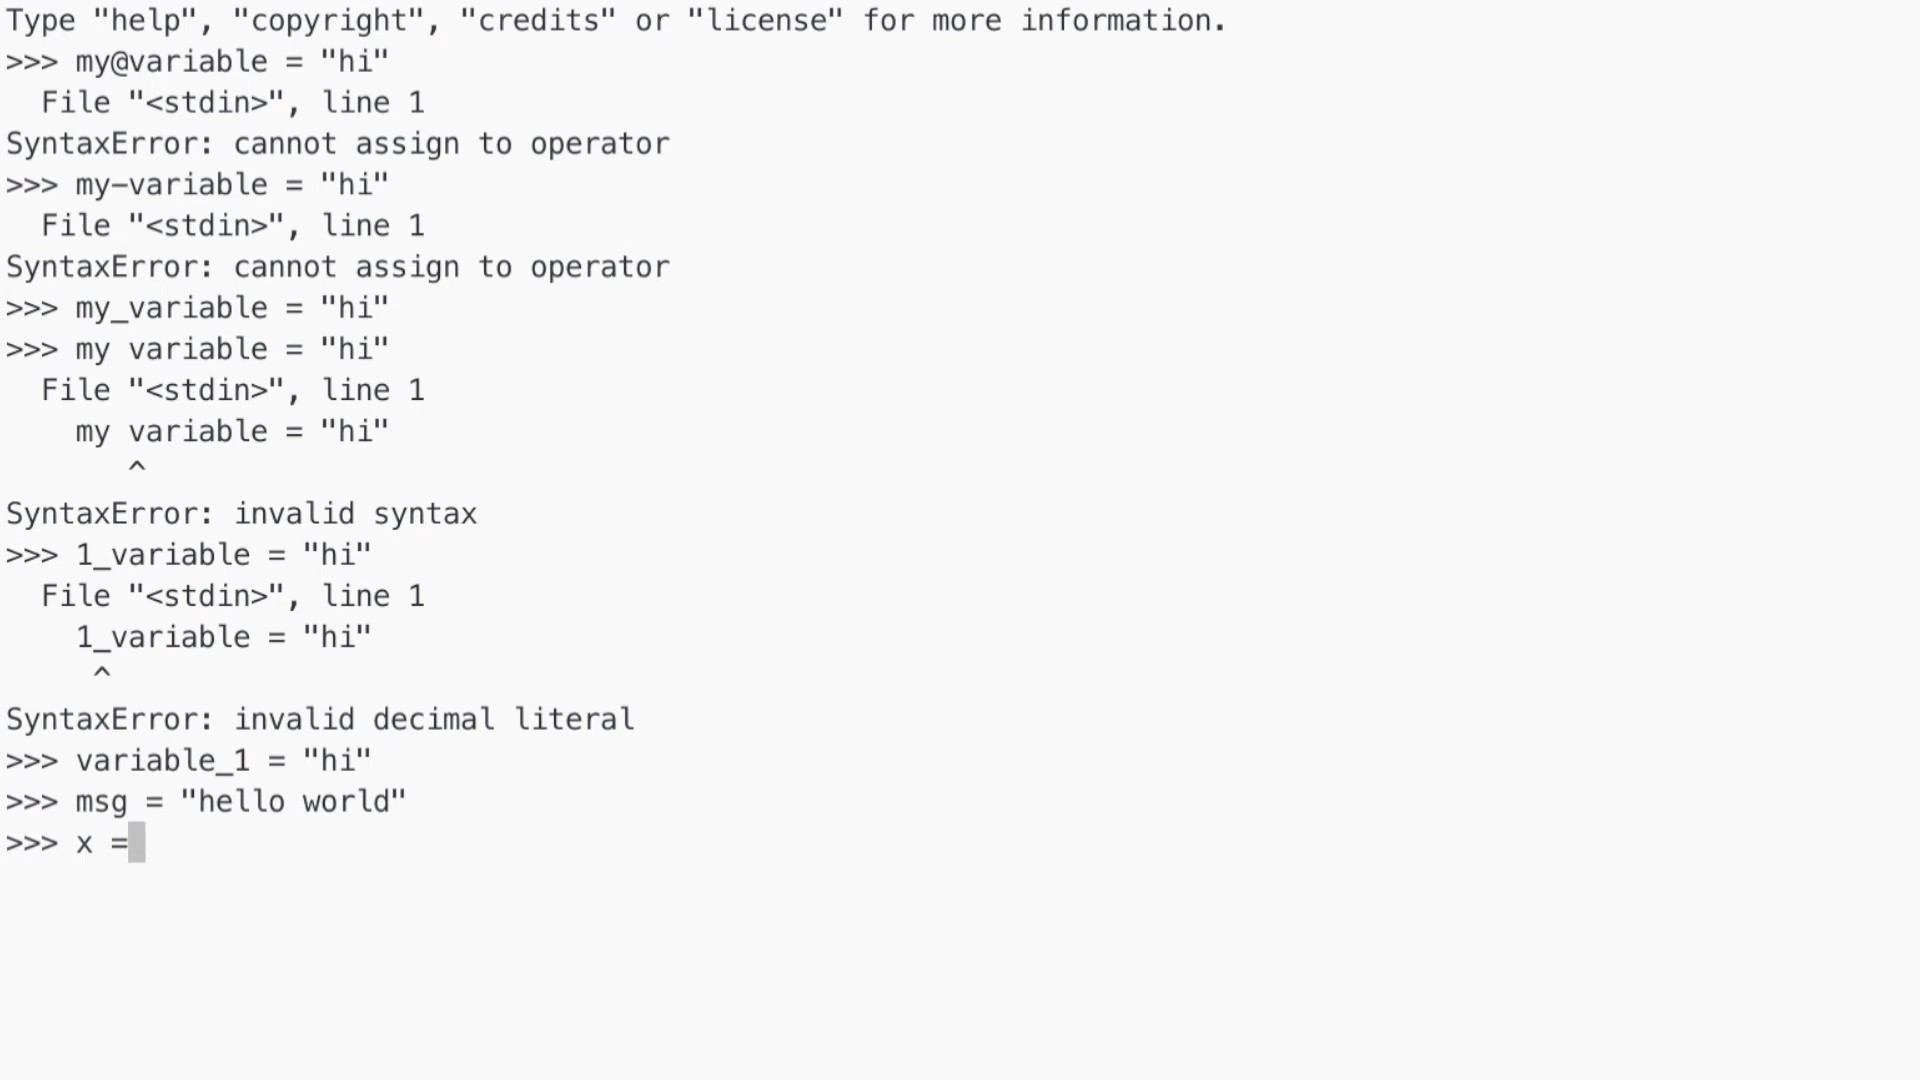 Type "help", "copyright", "credits" or "license" for more information.
>>> my@variable = "hi"
  File "<stdin>", line 1
SyntaxError: cannot assign to operator
>>> my-variable = "hi"
  File "<stdin>", line 1
SyntaxError: cannot assign to operator
>>> my_variable = "hi"
>>> my variable = "hi"
  File "<stdin>", line 1
    my variable = "hi"
       ^
SyntaxError: invalid syntax
>>> 1_variable = "hi"
  File "<stdin>", line 1
    1_variable = "hi"
     ^
SyntaxError: invalid decimal literal
>>> variable_1 = "hi"
>>> msg = "hello world"
>>> x =